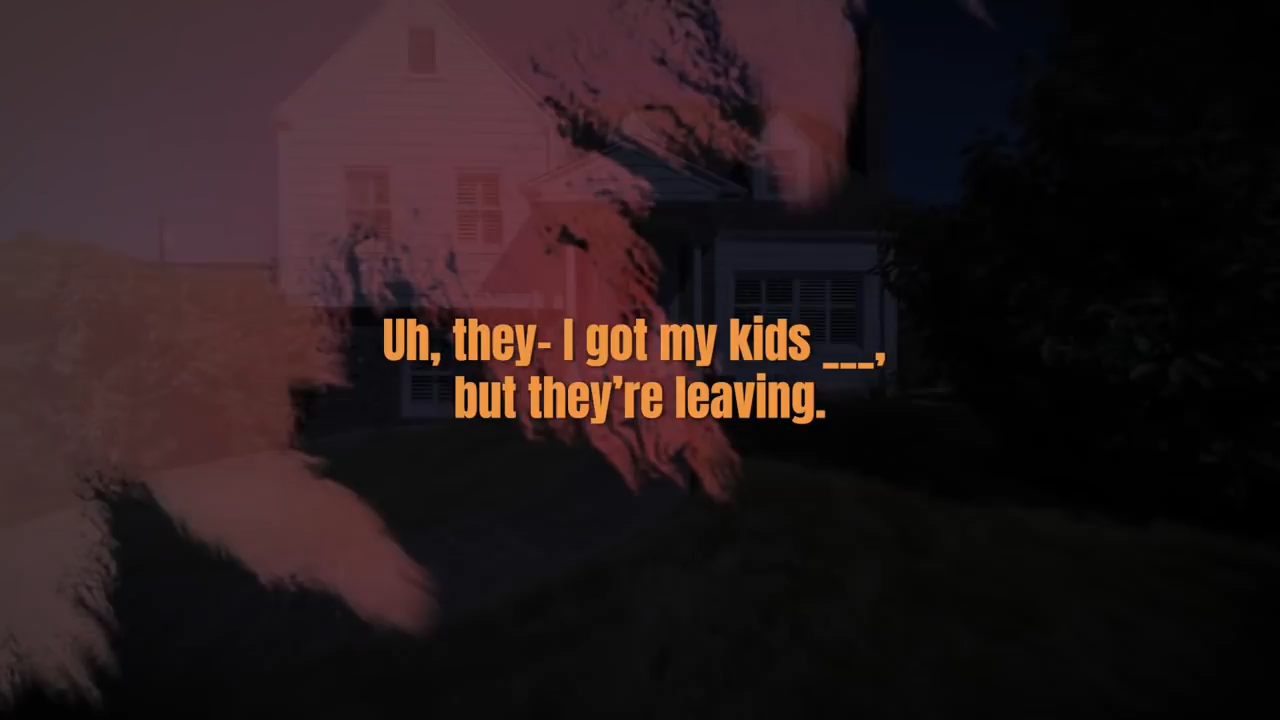 Uh, they- I got my kids ___,
but they’re leaving.